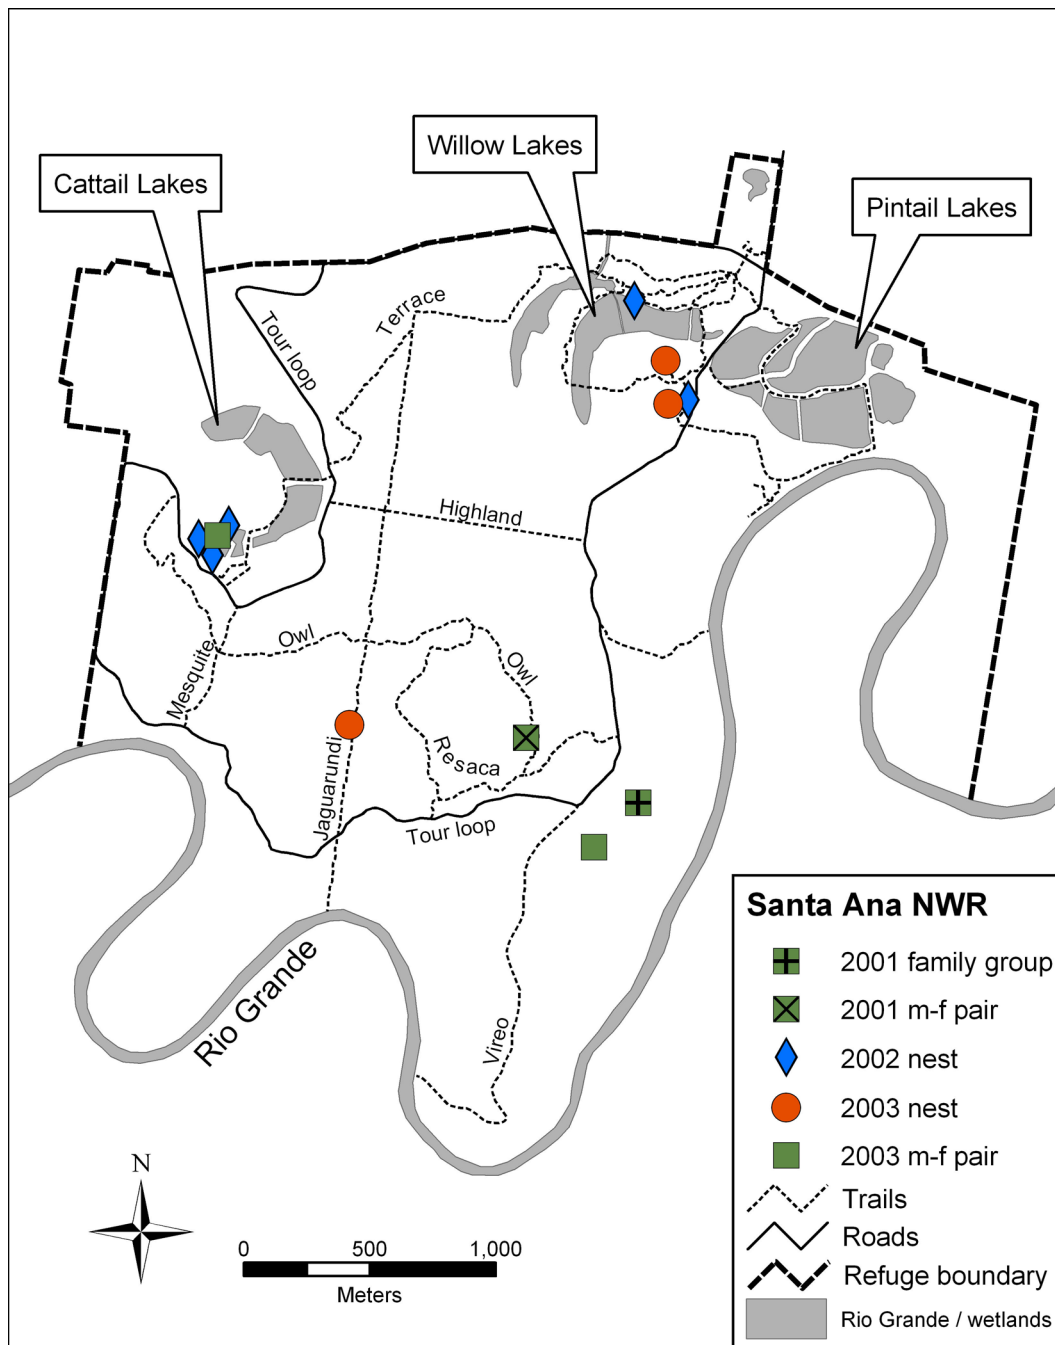 Willow Lakes
Cattail Lakes
Pintail Lakes
Terrace
Tour loop
Highland
Owl
Owl
Mesquite
Resaca
Jaguarundi
Tour loop
Vireo
Rio Grande
Santa Ana NWR
2001 family group
2001 m-f pair
2002 nest
2003 nest
2003 m-f pair
Trails
Roads
Refuge boundary
Rio Grande / wetlands
N
0 500 1,000
Meters